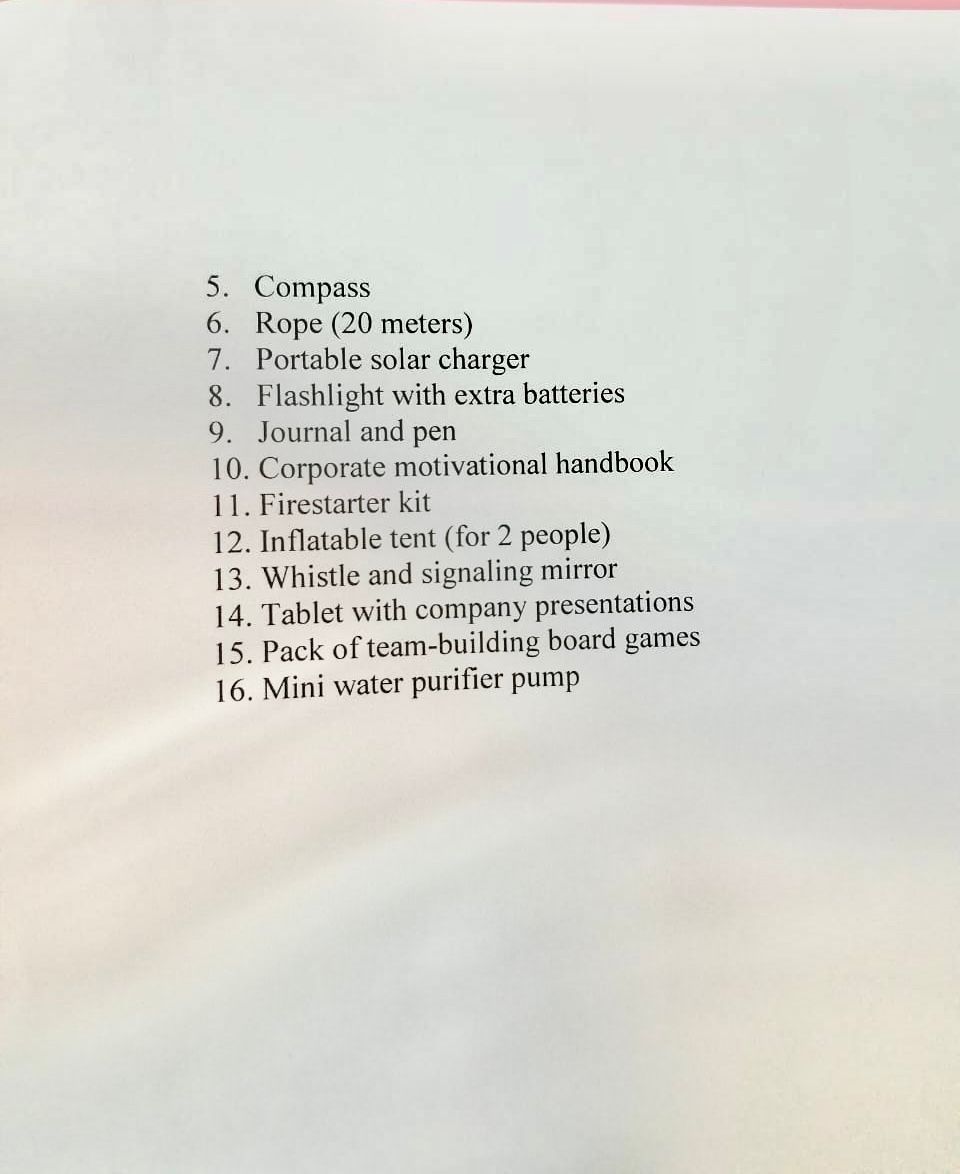 5. Compass
6. Rope (20 meters)
7. Portable solar charger
8. Flashlight with extra batteries
9. Journal and pen
10. Corporate motivational handbook
11. Firestarter kit
12. Inflatable tent (for 2 people)
13. Whistle and signaling mirror
14. Tablet with company presentations
15. Pack of team-building board games
16. Mini water purifier pump